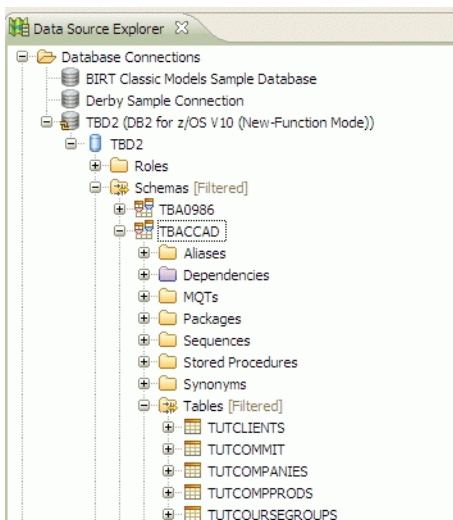 Data Source Explorer
Database Connections
BIRT Classic Models Sample Database
Derby Sample Connection
TBD2 (DB2 for z/OS V10 (New-Function Mode))
TBD2
Roles
Schemas [Filtered]
TBA0986
TBACCAD
Aliases
Dependencies
MQTs
Packages
Sequences
Stored Procedures
Synonyms
Tables [Filtered]
TUTCLIENTS
TUTCOMMIT
TUTCOMPANIES
TUTCOMPPRODS
TUTCOURSEGROUPS